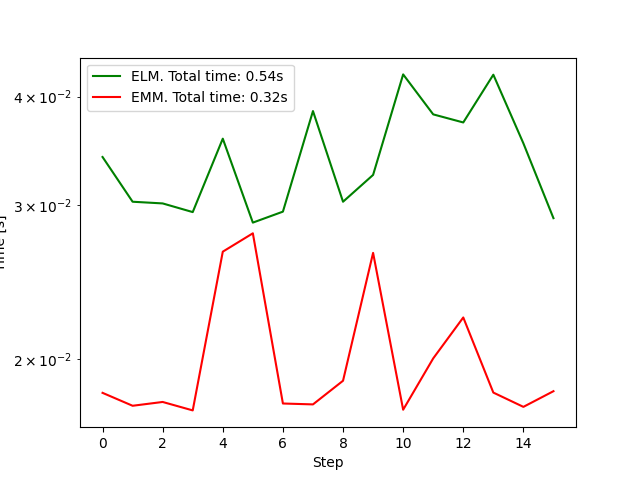 ELM. Total time: 0.54s
EMM. Total time: 0.32s
4 × 10⁻²
3 × 10⁻²
2 × 10⁻²
Time [s]
0 2 4 6 8 10 12 14
Step